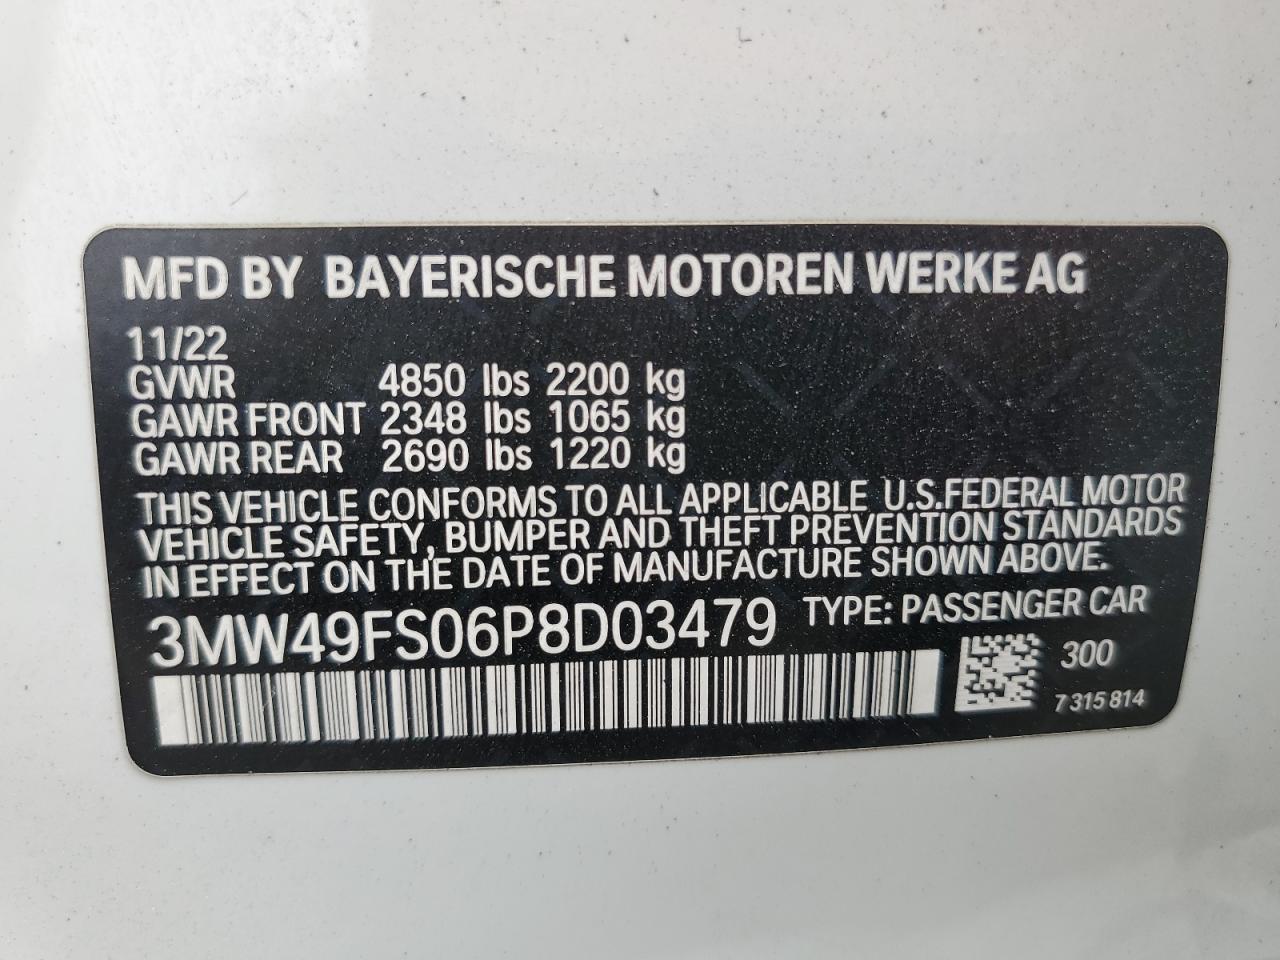 MFD BY BAYERISCHE MOTOREN WERKE AG
11/22
GVWR 4850 lbs 2200 kg
GAWR FRONT 2348 lbs 1065 kg
GAWR REAR 2690 lbs 1220 kg
THIS VEHICLE CONFORMS TO ALL APPLICABLE U.S.FEDERAL MOTOR
VEHICLE SAFETY, BUMPER AND THEFT PREVENTION STANDARDS
IN EFFECT ON THE DATE OF MANUFACTURE SHOWN ABOVE.
3MW49FS06P8D03479 TYPE: PASSENGER CAR
300
7 315 814